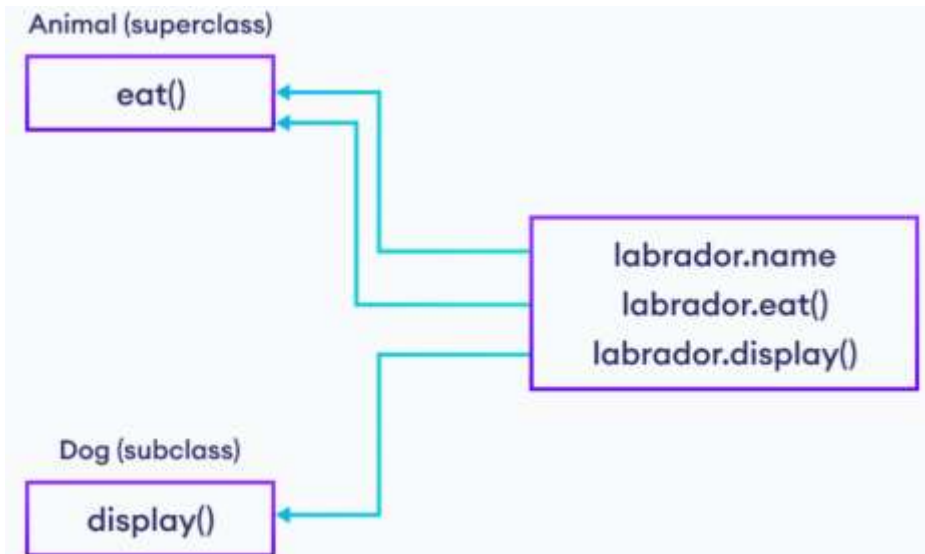 Animal (superclass)
eat()
labrador.name
labrador.eat()
labrador.display()
Dog (subclass)
display()